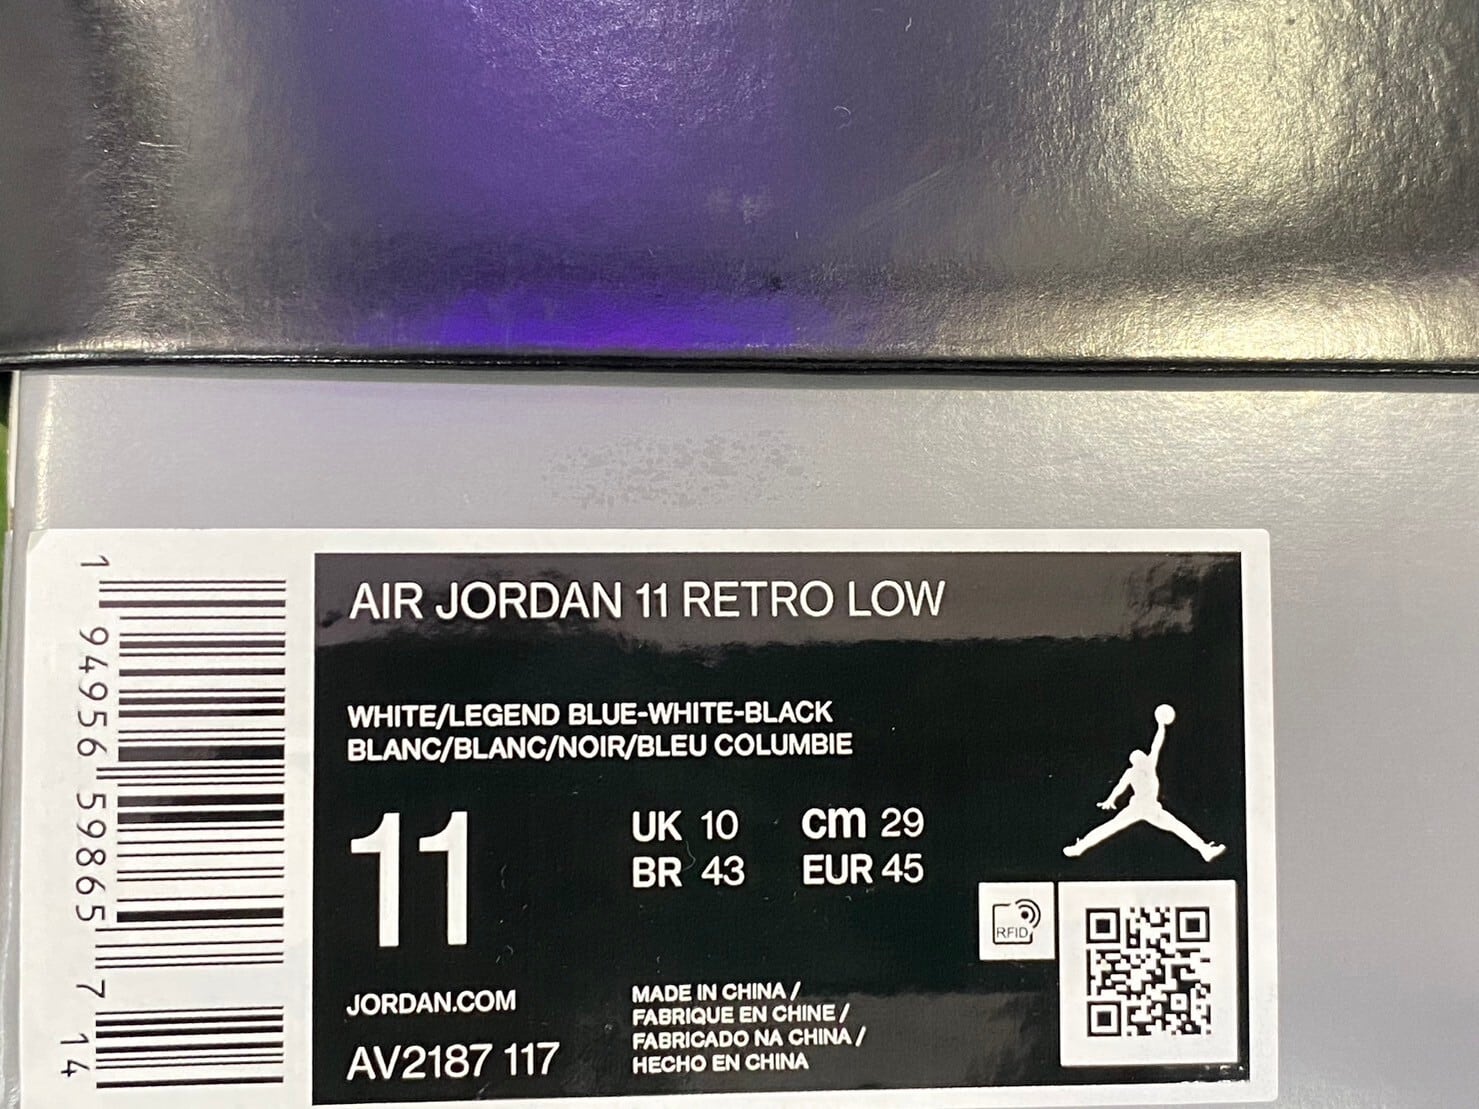 AIR JORDAN 11 RETRO LOW
WHITE/LEGEND BLUE-WHITE-BLACK
BLANC/BLANC/NOIR/BLEU COLUMBIE
11
UK 10 cm 29
BR 43 EUR 45
RFID
JORDAN.COM
AV2187 117
MADE IN CHINA /
FABRIQUE EN CHINE /
FABRICADO NA CHINA /
HECHO EN CHINA
1 94956 59865 7 14